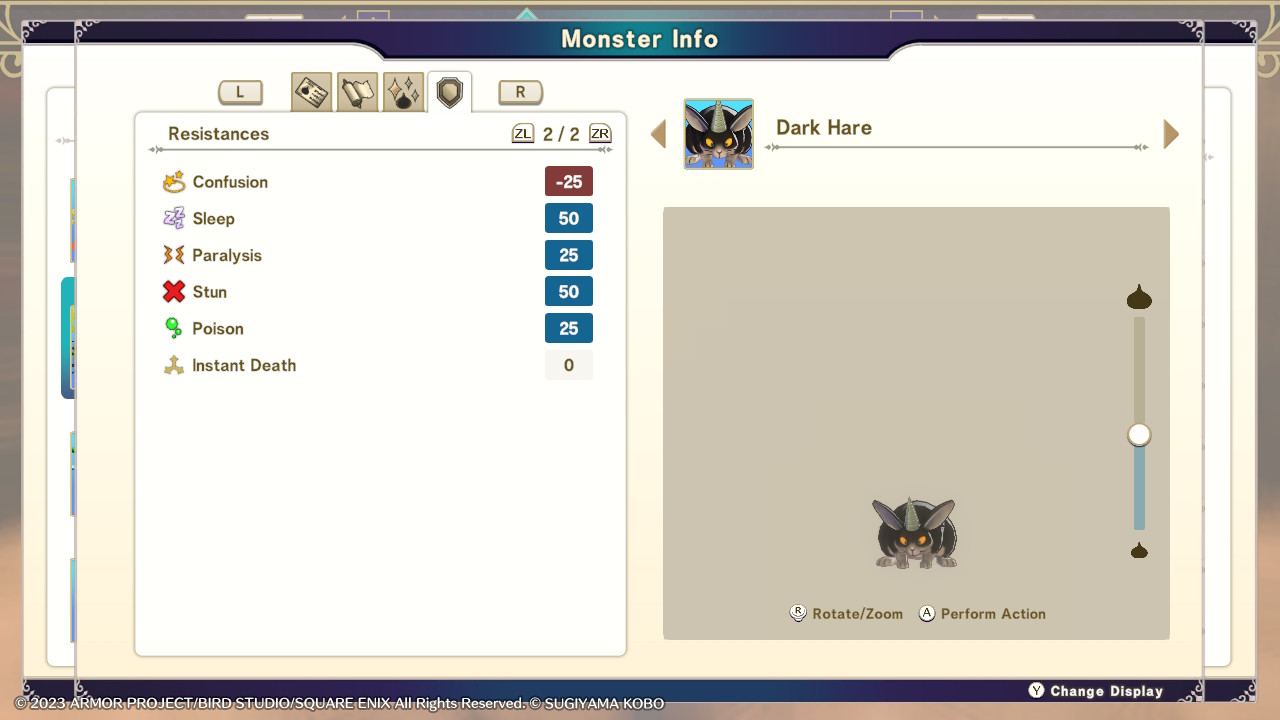 Monster Info
L
R
Resistances
ZL 2 / 2 ZR
Dark Hare
Confusion -25
Sleep 50
Paralysis 25
Stun 50
Poison 25
Instant Death 0
R Rotate/Zoom A Perform Action
Y Change Display
© 2023 ARMOR PROJECT/BIRD STUDIO/SQUARE ENIX All Rights Reserved. © SUGIYAMA KOBO